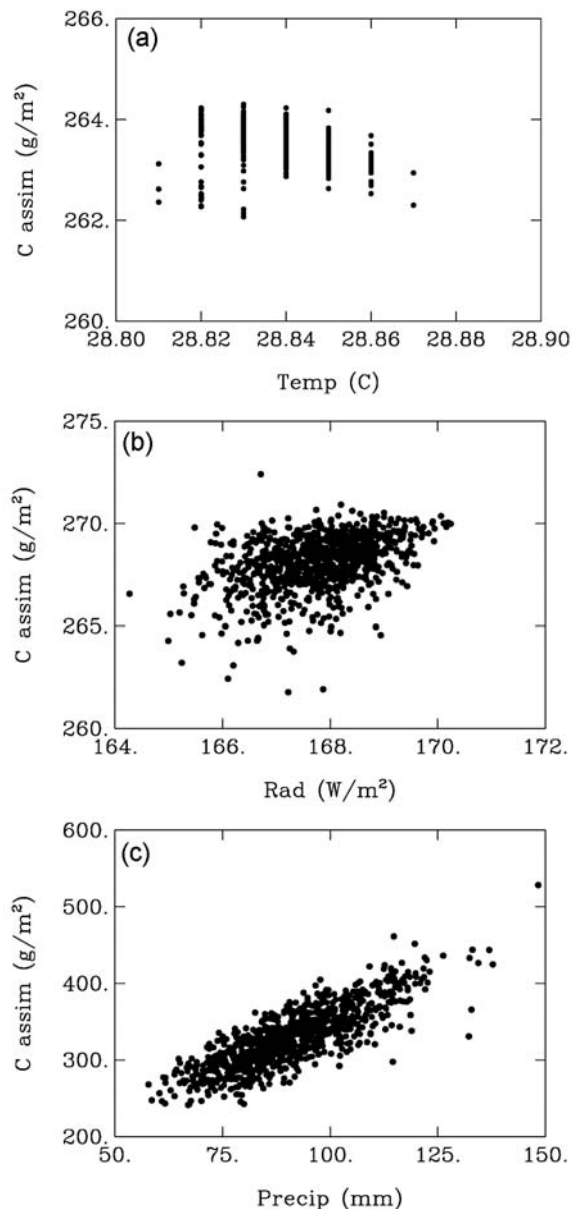 266.
(a)
264.
262.
260.
C assim (g/m²)
28.80 28.82 28.84 28.86 28.88 28.90
Temp (C)
275.
(b)
270.
265.
260.
C assim (g/m²)
164. 166. 168. 170. 172.
Rad (W/m²)
600.
(c)
500.
400.
300.
200.
C assim (g/m²)
50. 75. 100. 125. 150.
Precip (mm)